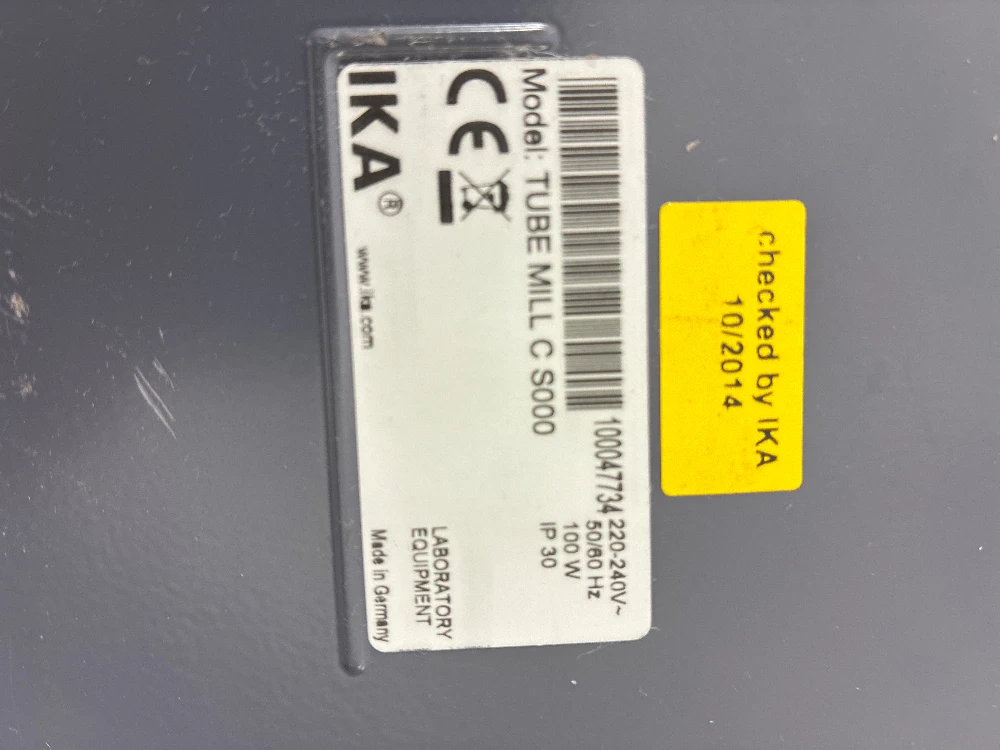 100047734
220-240V~
50/60 Hz
100 W
IP 30
Model: TUBE MILL C S000
CE
IKA®
www.ika.com
LABORATORY
EQUIPMENT
Made in Germany
checked by IKA
10/2014